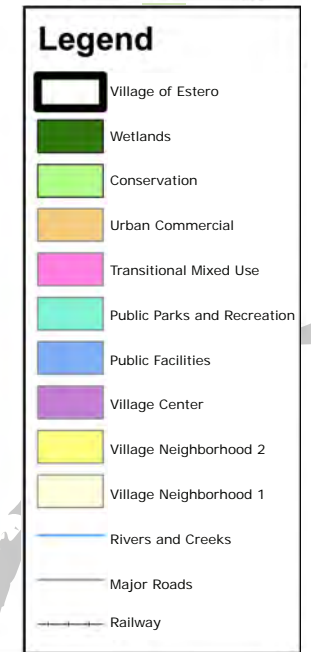 Legend
Village of Estero
Wetlands
Conservation
Urban Commercial
Transitional Mixed Use
Public Parks and Recreation
Public Facilities
Village Center
Village Neighborhood 2
Village Neighborhood 1
Rivers and Creeks
Major Roads
Railway